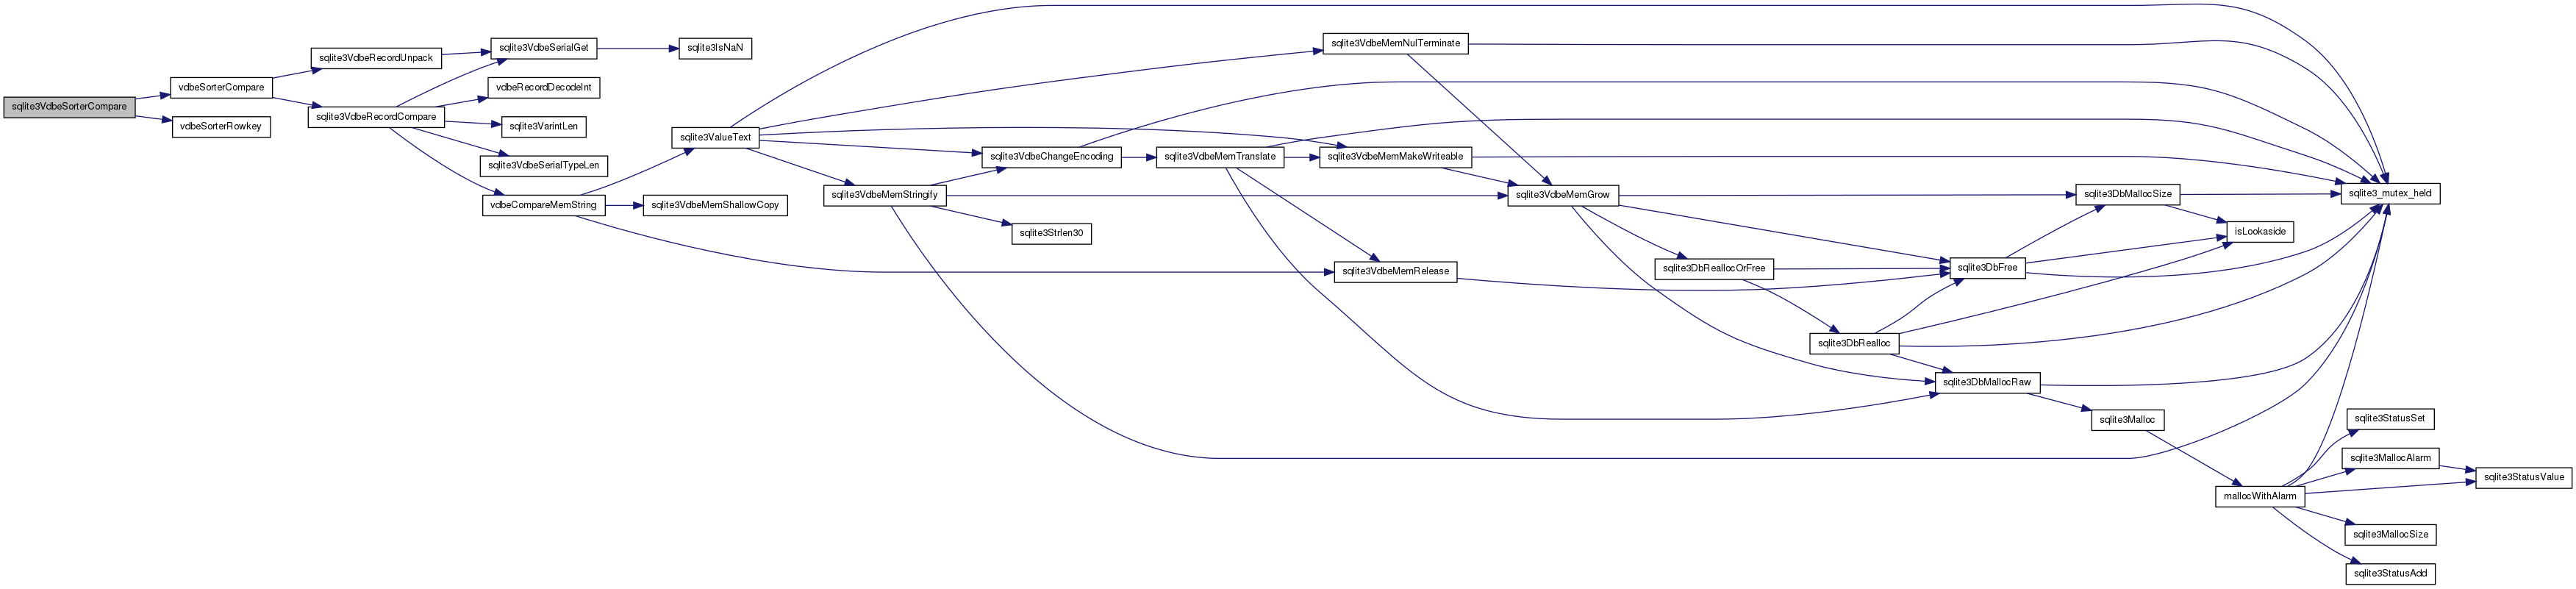 sqlite3VdbeSorterCompare
vdbeSorterCompare
vdbeSorterRowkey
sqlite3VdbeRecordUnpack
sqlite3VdbeRecordCompare
sqlite3VdbeSerialGet
vdbeRecordDecodeInt
sqlite3VarintLen
sqlite3VdbeSerialTypeLen
vdbeCompareMemString
sqlite3IsNaN
sqlite3ValueText
sqlite3VdbeMemShallowCopy
sqlite3VdbeMemStringify
sqlite3VdbeChangeEncoding
sqlite3Strlen30
sqlite3VdbeMemTranslate
sqlite3VdbeMemNulTerminate
sqlite3VdbeMemMakeWriteable
sqlite3VdbeMemRelease
sqlite3VdbeMemGrow
sqlite3DbReallocOrFree
sqlite3DbRealloc
sqlite3DbFree
sqlite3DbMallocRaw
sqlite3DbMallocSize
sqlite3Malloc
isLookaside
mallocWithAlarm
sqlite3_mutex_held
sqlite3StatusSet
sqlite3MallocAlarm
sqlite3MallocSize
sqlite3StatusAdd
sqlite3StatusValue